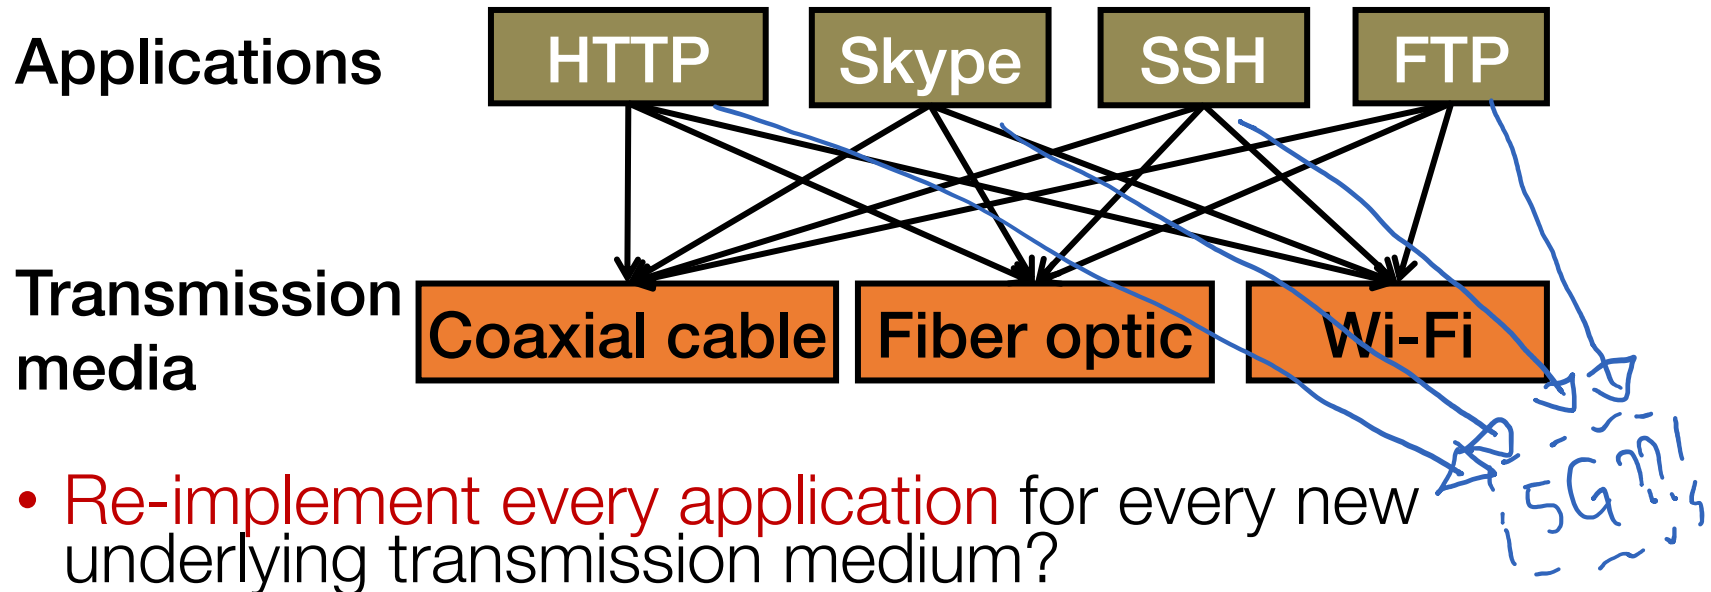 Applications
HTTP Skype SSH FTP
Transmission
media
Coaxial cable Fiber optic Wi-Fi
5G
• Re-implement every application for every new
underlying transmission medium?